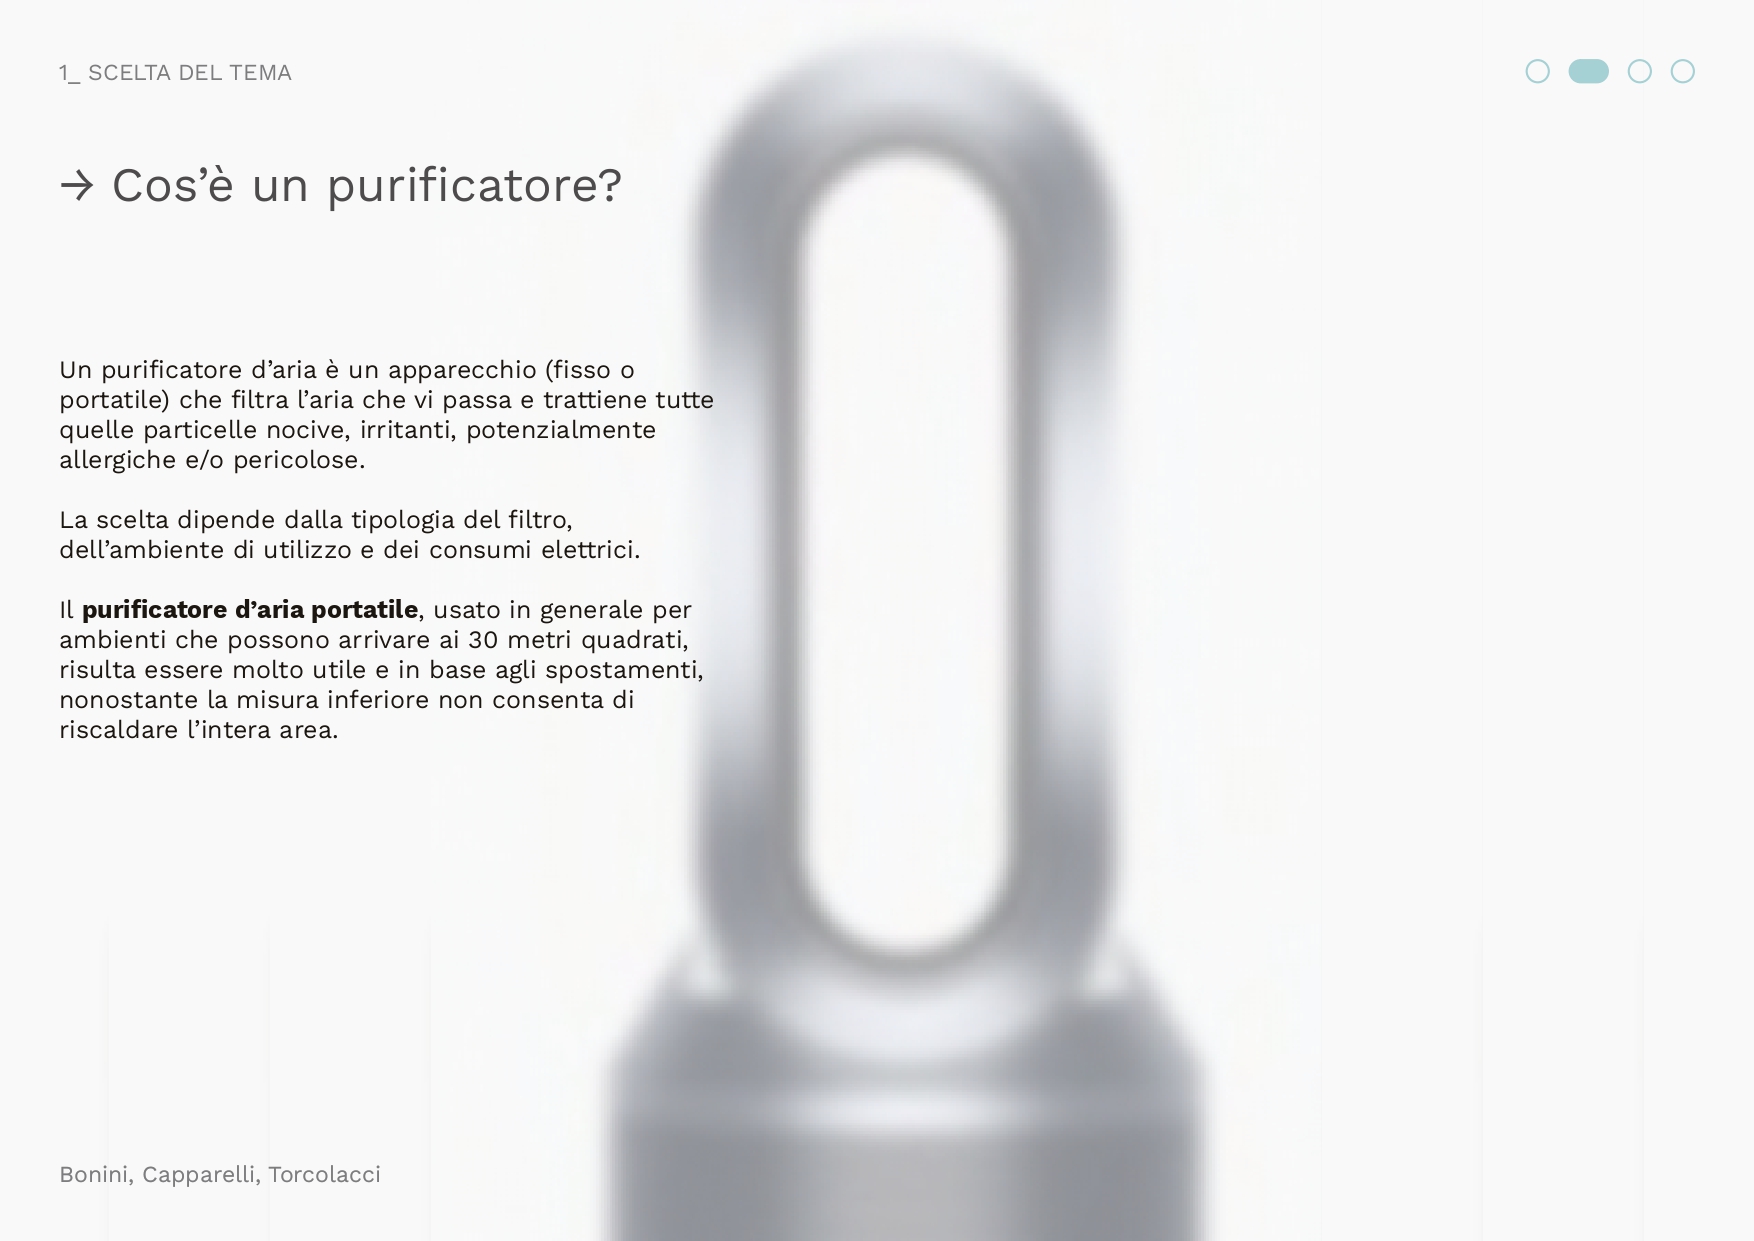 1_ SCELTA DEL TEMA
→ Cos’è un purificatore?
Un purificatore d’aria è un apparecchio (fisso o
portatile) che filtra l’aria che vi passa e trattiene tutte
quelle particelle nocive, irritanti, potenzialmente
allergiche e/o pericolose.
La scelta dipende dalla tipologia del filtro,
dell’ambiente di utilizzo e dei consumi elettrici.
Il purificatore d’aria portatile, usato in generale per
ambienti che possono arrivare ai 30 metri quadrati,
risulta essere molto utile e in base agli spostamenti,
nonostante la misura inferiore non consenta di
riscaldare l’intera area.
Bonini, Capparelli, Torcolacci